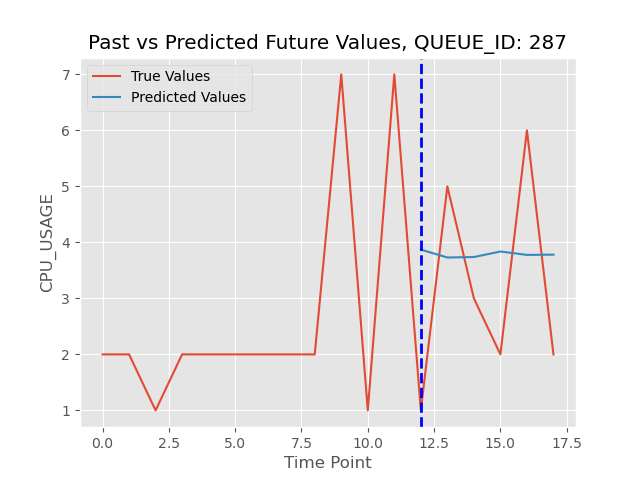 Past vs Predicted Future Values, QUEUE_ID: 287
True Values
Predicted Values
7
6
5
4
3
2
1
CPU_USAGE
0.0 2.5 5.0 7.5 10.0 12.5 15.0 17.5
Time Point